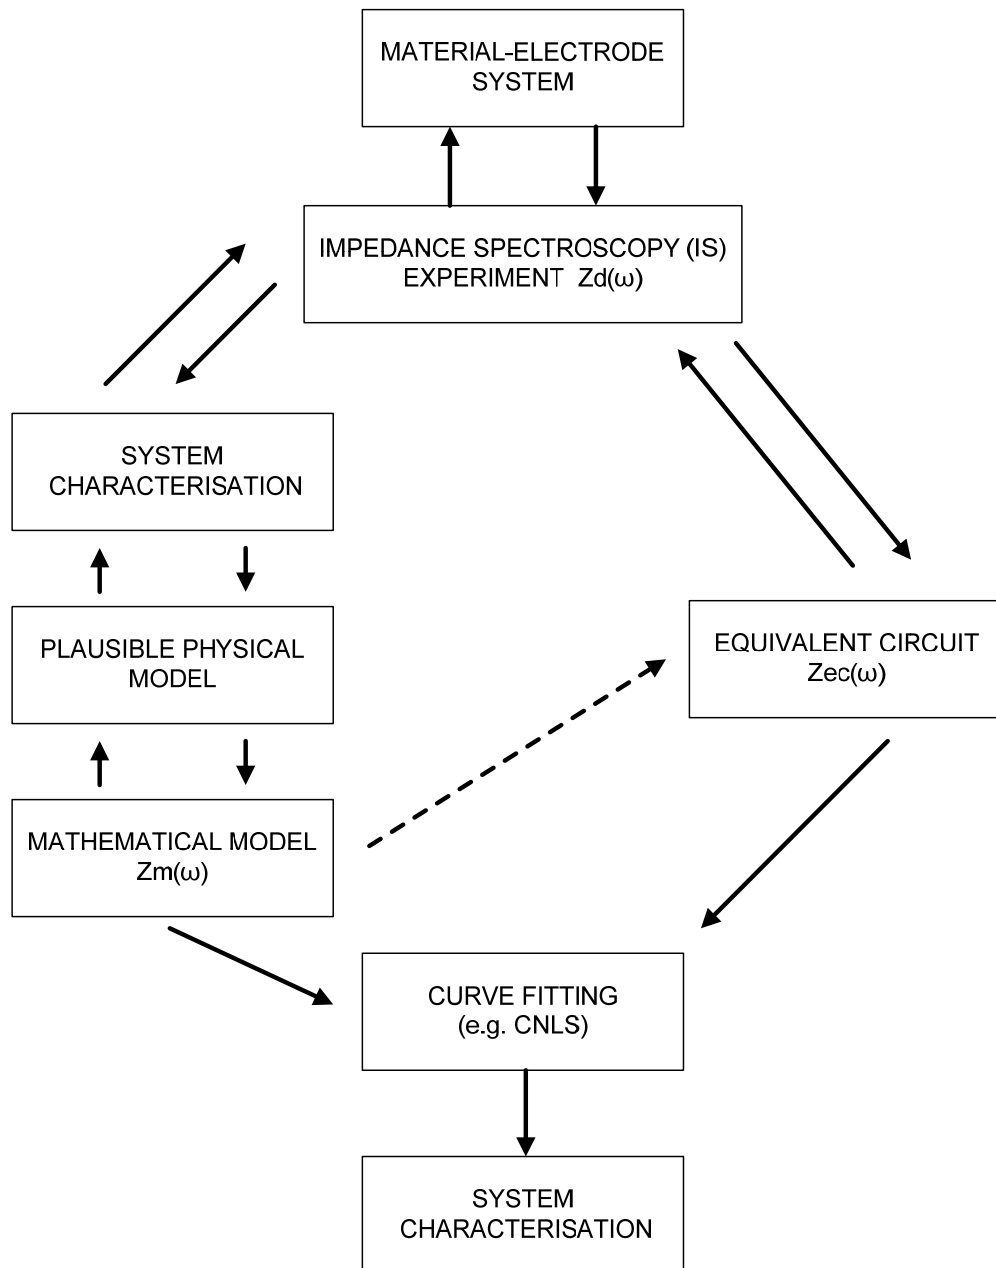 MATERIAL-ELECTRODE
SYSTEM
IMPEDANCE SPECTROSCOPY (IS)
EXPERIMENT Zd(ω)
SYSTEM
CHARACTERISATION
PLAUSIBLE PHYSICAL
MODEL
EQUIVALENT CIRCUIT
Zec(ω)
MATHEMATICAL MODEL
Zm(ω)
CURVE FITTING
(e.g. CNLS)
SYSTEM
CHARACTERISATION